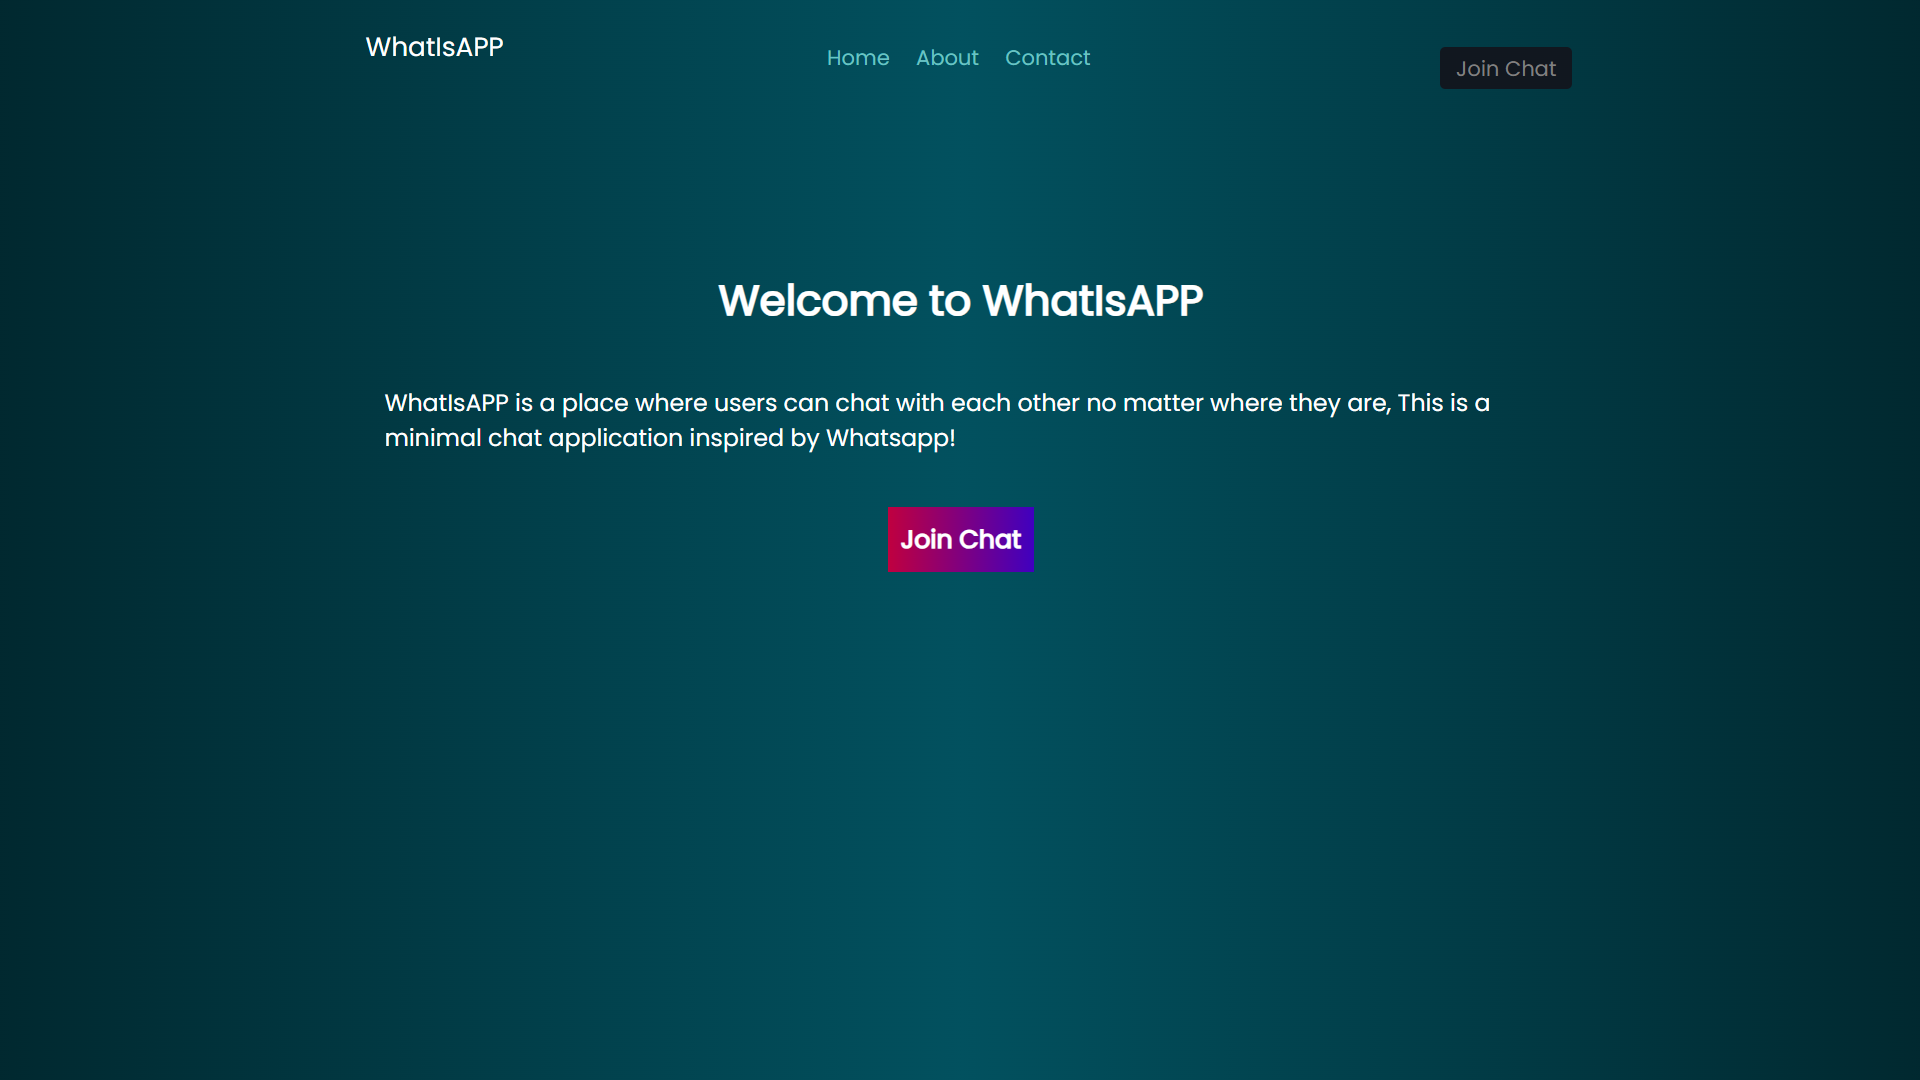 WhatIsAPP
Home About Contact
Join Chat
Welcome to WhatIsAPP
WhatIsAPP is a place where users can chat with each other no matter where they are, This is a
minimal chat application inspired by Whatsapp!
Join Chat